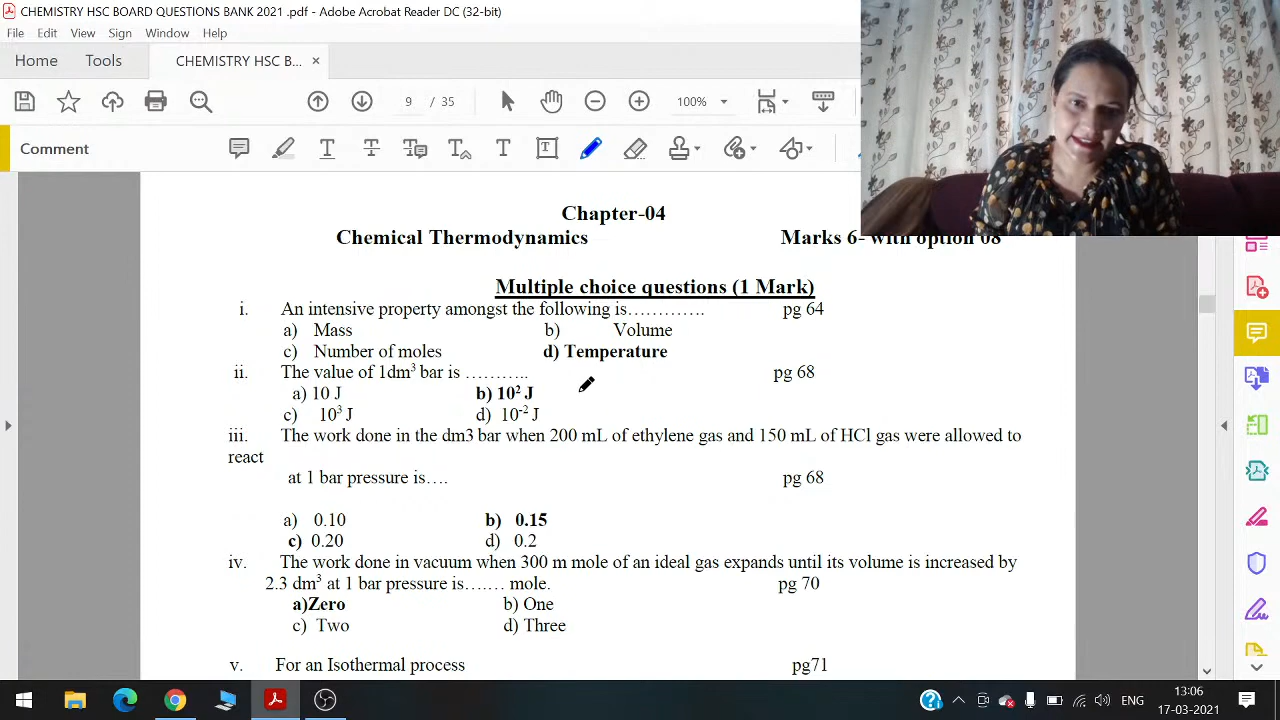 CHEMISTRY HSC BOARD QUESTIONS BANK 2021 .pdf - Adobe Acrobat Reader DC (32-bit)
File Edit View Sign Window Help
Home Tools CHEMISTRY HSC B... ×
9 / 35 100%
Comment
Chapter-04
Chemical Thermodynamics Marks 6- with option 08
Multiple choice questions (1 Mark)
i. An intensive property amongst the following is…………. pg 64
a) Mass b) Volume
c) Number of moles d) Temperature
ii. The value of 1dm³ bar is ……….. pg 68
a) 10 J b) 10² J
c) 10³ J d) 10⁻² J
iii. The work done in the dm3 bar when 200 mL of ethylene gas and 150 mL of HCl gas were allowed to
react
at 1 bar pressure is…. pg 68
a) 0.10 b) 0.15
c) 0.20 d) 0.2
iv. The work done in vacuum when 300 m mole of an ideal gas expands until its volume is increased by
2.3 dm³ at 1 bar pressure is……. mole. pg 70
a)Zero b) One
c) Two d) Three
v. For an Isothermal process pg71
ENG
13:06
17-03-2021